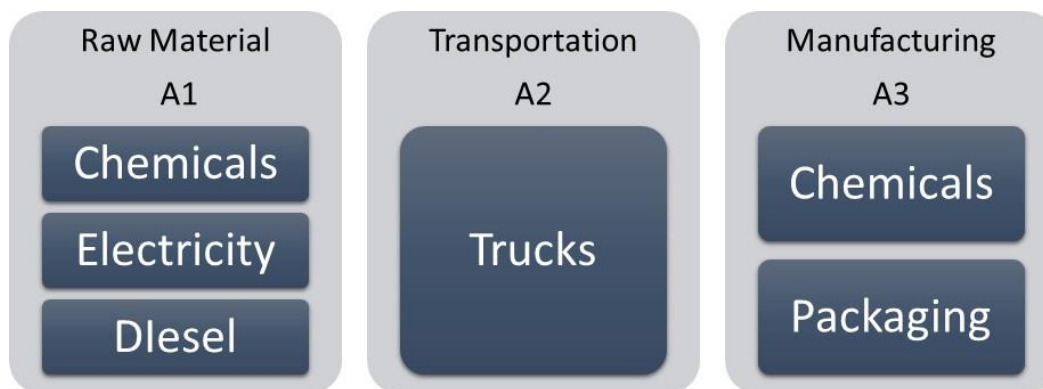 Raw Material
A1
Chemicals
Electricity
DIesel
Transportation
A2
Trucks
Manufacturing
A3
Chemicals
Packaging